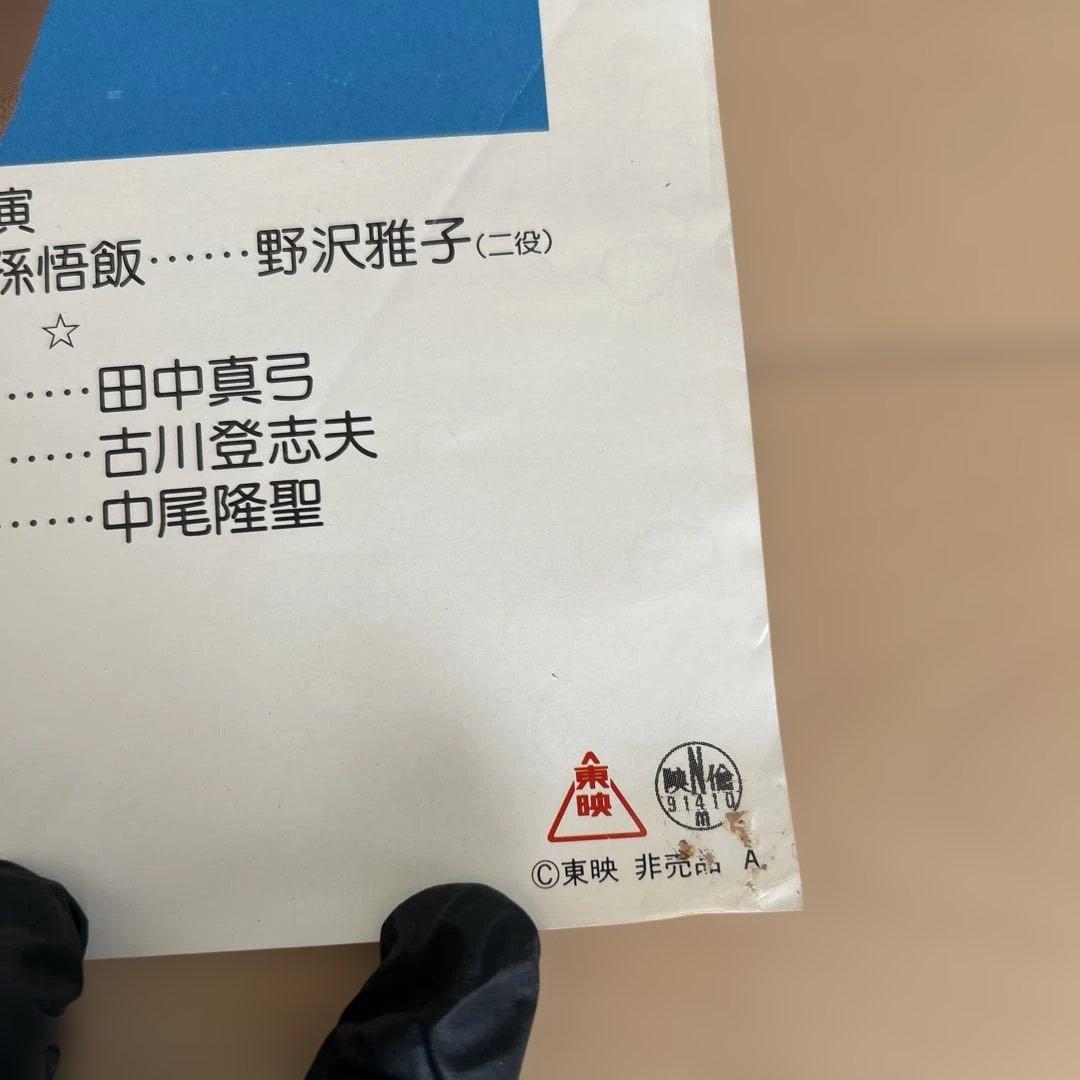 演
孫悟飯……野沢雅子(二役)
☆
……田中真弓
……古川登志夫
……中尾隆聖
東映
映N倫
91410
m
©東映 非売品 A